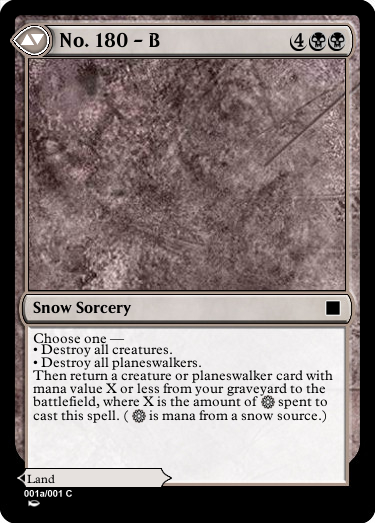 No. 180 – B 4
Snow Sorcery
Choose one —
• Destroy all creatures.
• Destroy all planeswalkers.
Then return a creature or planeswalker card with
mana value X or less from your graveyard to the
battlefield, where X is the amount of spent to
cast this spell. ( is mana from a snow source.)
Land
001a/001 C